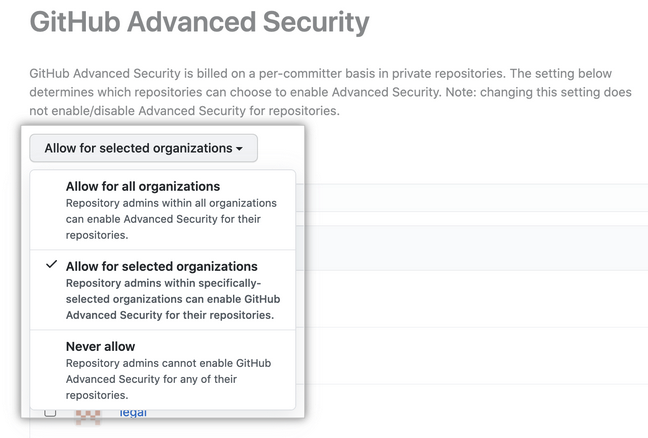 GitHub Advanced Security
GitHub Advanced Security is billed on a per-committer basis in private repositories. The setting below
determines which repositories can choose to enable Advanced Security. Note: changing this setting does
not enable/disable Advanced Security for repositories.
Allow for selected organizations
Allow for all organizations
Repository admins within all organizations
can enable Advanced Security for their
repositories.
Allow for selected organizations
Repository admins within specifically-
selected organizations can enable GitHub
Advanced Security for their repositories.
Never allow
Repository admins cannot enable GitHub
Advanced Security for any of their
repositories.
legal